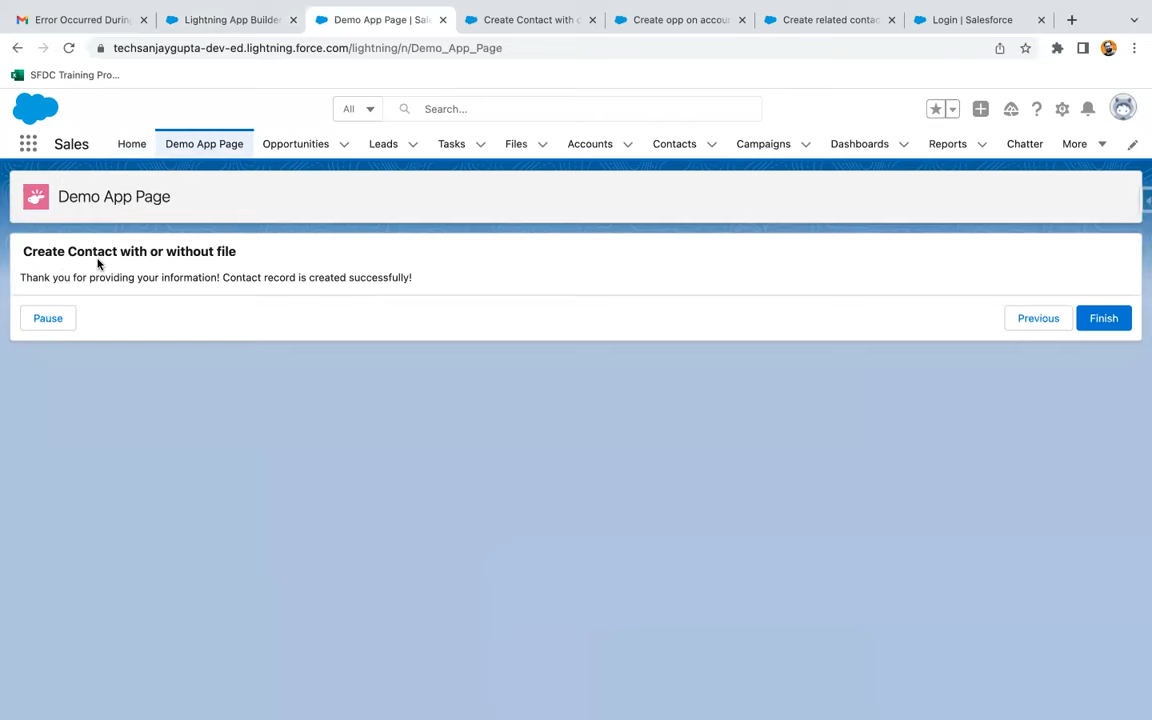 Error Occurred During
Lightning App Builder
Demo App Page | Sal
Create Contact with o
Create opp on accou
Create related contac
Login | Salesforce
techsanjaygupta-dev-ed.lightning.force.com/lightning/n/Demo_App_Page
SFDC Training Pro...
All
Search...
Sales
Home
Demo App Page
Opportunities
Leads
Tasks
Files
Accounts
Contacts
Campaigns
Dashboards
Reports
Chatter
More
Demo App Page
Create Contact with or without file
Thank you for providing your information! Contact record is created successfully!
Pause
Previous
Finish